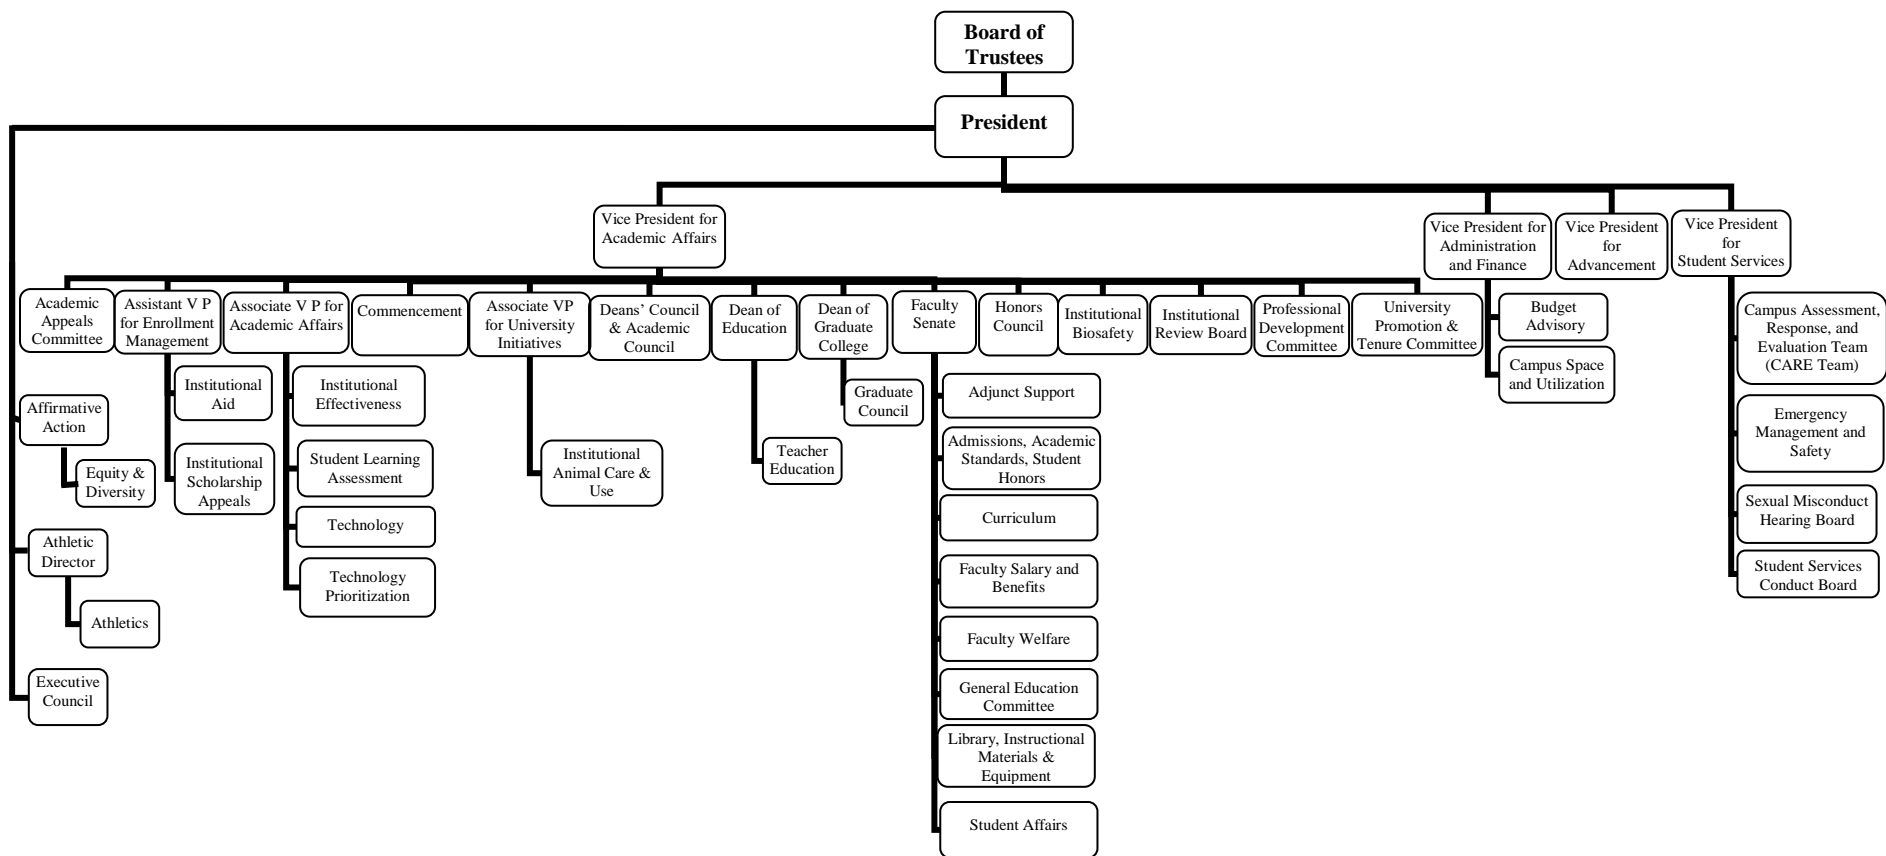 Board of
Trustees
President
Vice President for
Academic Affairs
Vice President for
Administration
and Finance
Vice President
for
Advancement
Vice President
for
Student Services
Academic
Appeals
Committee
Assistant V P
for Enrollment
Management
Associate V P for
Academic Affairs
Commencement
Associate VP
for University
Initiatives
Deans’ Council
& Academic
Council
Dean of
Education
Dean of
Graduate
College
Faculty
Senate
Honors
Council
Institutional
Biosafety
Institutional
Review Board
Professional
Development
Committee
University
Promotion &
Tenure Committee
Budget
Advisory
Campus Space
and Utilization
Campus Assessment,
Response, and
Evaluation Team
(CARE Team)
Emergency
Management and
Safety
Sexual Misconduct
Hearing Board
Student Services
Conduct Board
Affirmative
Action
Equity &
Diversity
Athletic
Director
Athletics
Executive
Council
Institutional
Aid
Institutional
Scholarship
Appeals
Institutional
Effectiveness
Student Learning
Assessment
Technology
Technology
Prioritization
Institutional
Animal Care &
Use
Teacher
Education
Graduate
Council
Adjunct Support
Admissions, Academic
Standards, Student
Honors
Curriculum
Faculty Salary and
Benefits
Faculty Welfare
General Education
Committee
Library, Instructional
Materials &
Equipment
Student Affairs